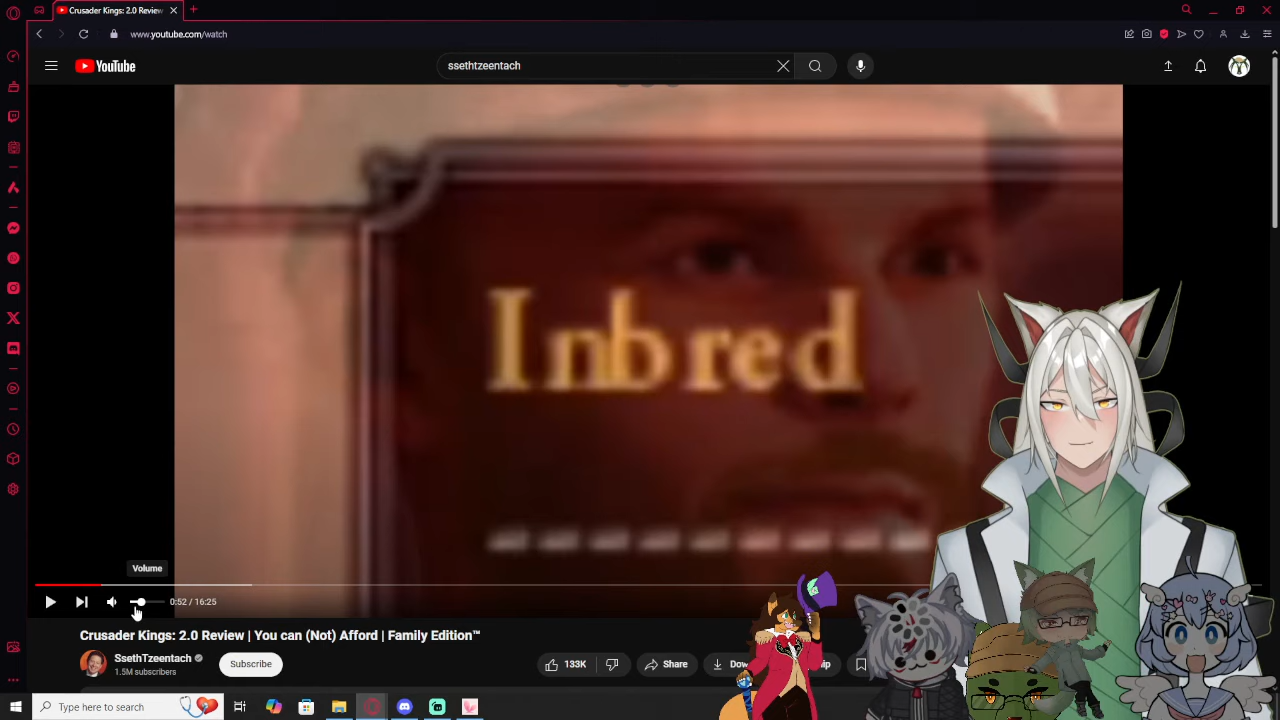 Crusader Kings: 2.0 Review
www.youtube.com/watch
YouTube
ssethtzeentach
Inbred
Volume
0:52 / 16:25
Crusader Kings: 2.0 Review | You can (Not) Afford | Family Edition™
SsethTzeentach
1.5M subscribers
Subscribe
133K
Share
Dow
ip
Type here to search